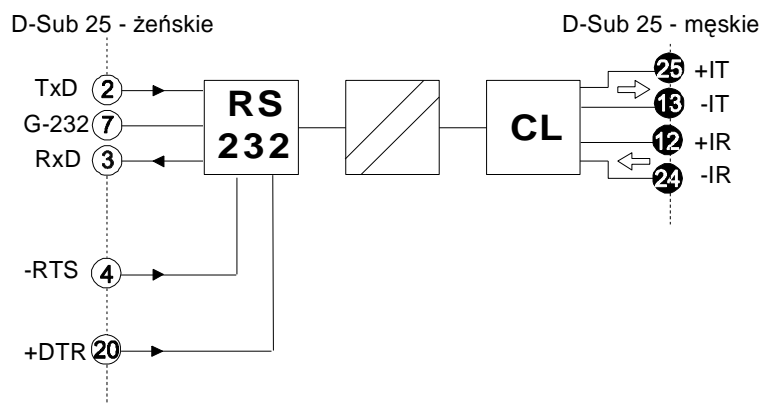 D-Sub 25 - żeńskie
D-Sub 25 - męskie
TxD 2
G-232 7
RxD 3
-RTS 4
+DTR 20
RS
232
CL
25 +IT
13 -IT
12 +IR
24 -IR